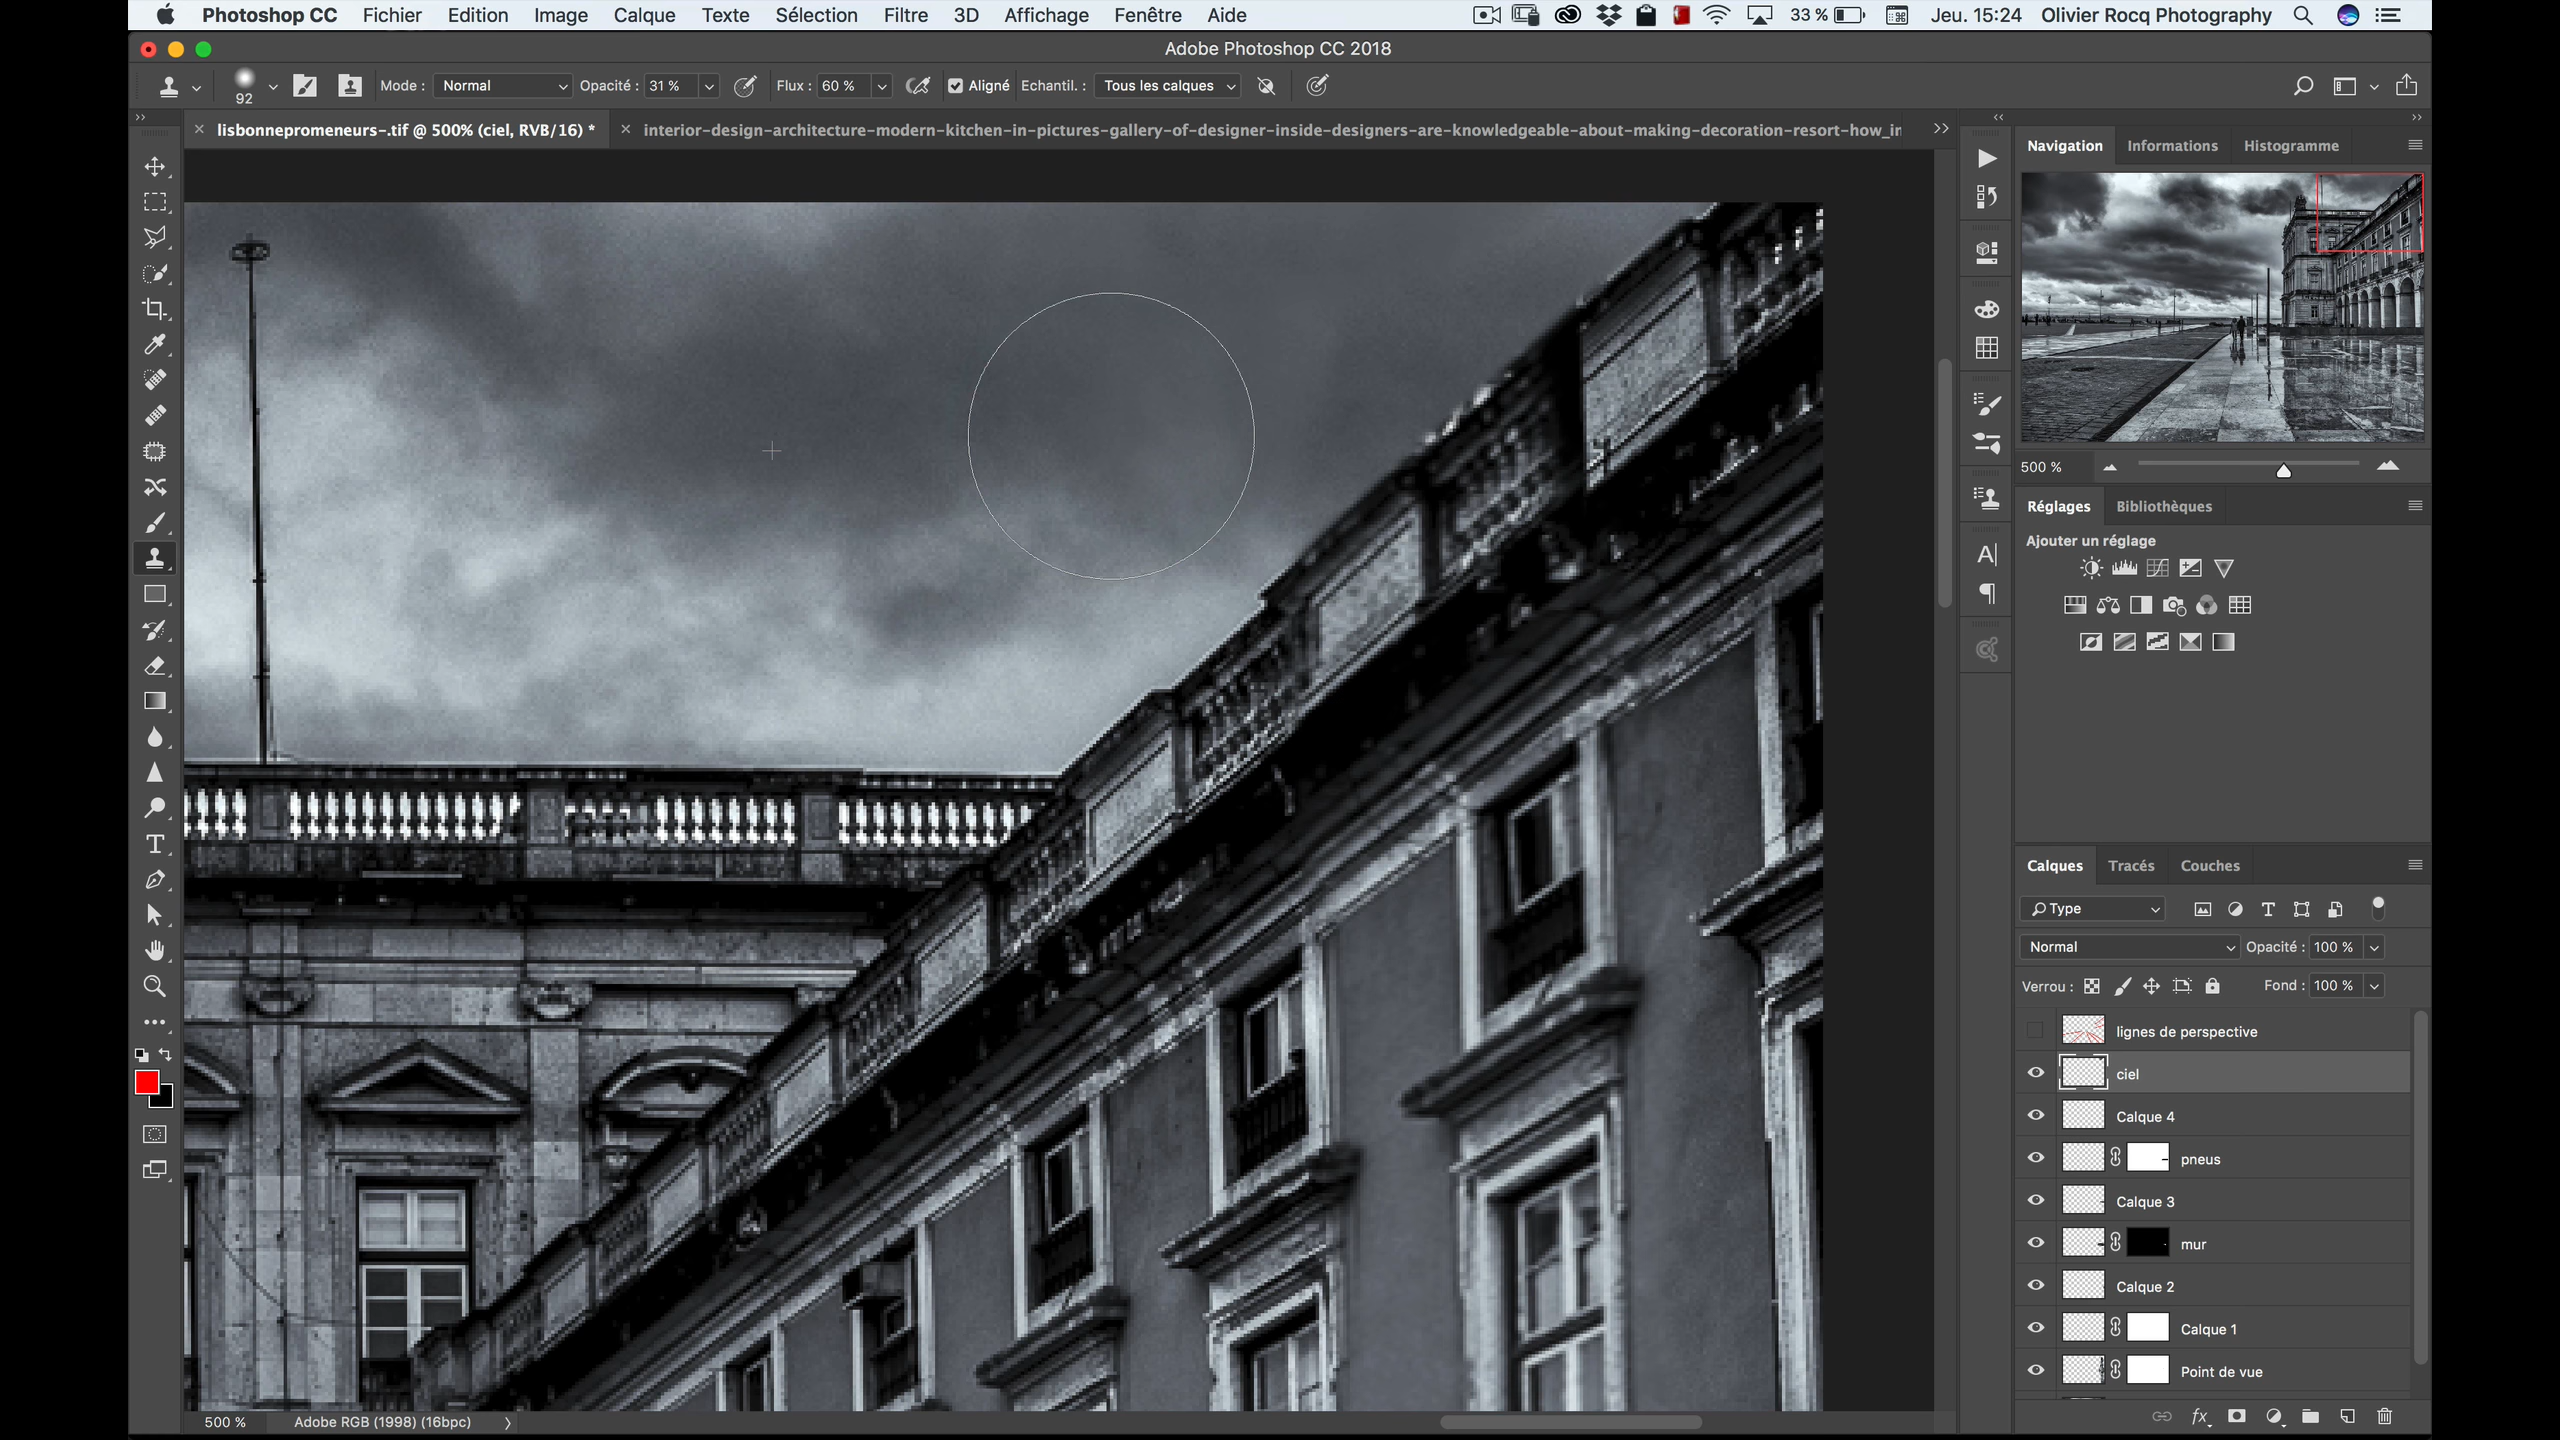 Photoshop CC Fichier Edition Image Calque Texte Sélection Filtre 3D Affichage Fenêtre Aide 33 % Jeu. 15:24 Olivier Rocq Photography
Adobe Photoshop CC 2018
92 Mode : Normal Opacité : 31 % Flux : 60 % Aligné Echantil. : Tous les calques
lisbonnepromeneurs-.tif @ 500% (ciel, RVB/16) * interior-design-architecture-modern-kitchen-in-pictures-gallery-of-designer-inside-designers-are-knowledgeable-about-making-decoration-resort-how_in
Navigation Informations Histogramme
500 %
Réglages Bibliothèques
Ajouter un réglage
Calques Tracés Couches
Type
Normal Opacité : 100 %
Verrou : Fond : 100 %
lignes de perspective
ciel
Calque 4
pneus
Calque 3
mur
Calque 2
Calque 1
Point de vue
500 % Adobe RGB (1998) (16bpc)